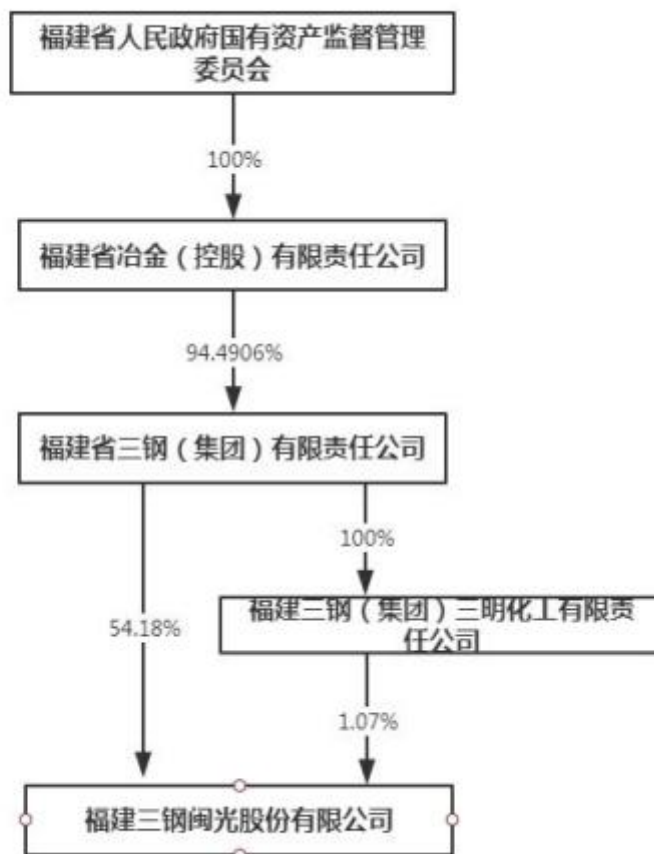 福建省人民政府国有资产监督管理
委员会
100%
福建省冶金（控股）有限责任公司
94.4906%
福建省三钢（集团）有限责任公司
100%
54.18%
福建三钢（集团）三明化工有限责
任公司
1.07%
福建三钢闽光股份有限公司